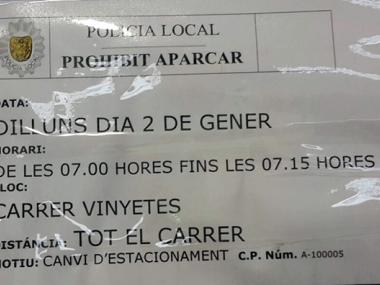 POLICIA LOCAL
PROHIBIT APARCAR
DATA:
DILLUNS DIA 2 DE GENER
HORARI:
DE LES 07.00 HORES FINS LES 07.15 HORES
LLOC:
CARRER VINYETES
DISTÀNCIA: TOT EL CARRER
MOTIU: CANVI D'ESTACIONAMENT C.P. Núm. A-100005